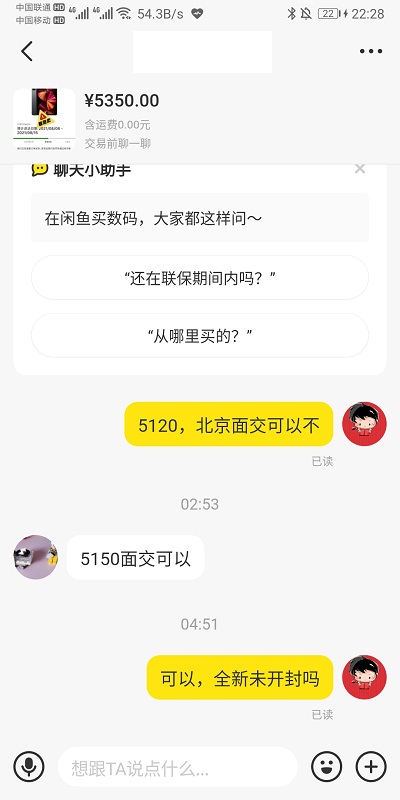 中国联通 HD 4G 4G 54.3B/s 22 22:28
中国移动 HD
¥5350.00
含运费0.00元
交易前聊一聊
聊天小助手
在闲鱼买数码，大家都这样问～
“还在联保期间内吗？”
“从哪里买的？”
5120，北京面交可以不
已读
02:53
5150面交可以
04:51
可以，全新未开封吗
已读
想跟TA说点什么...